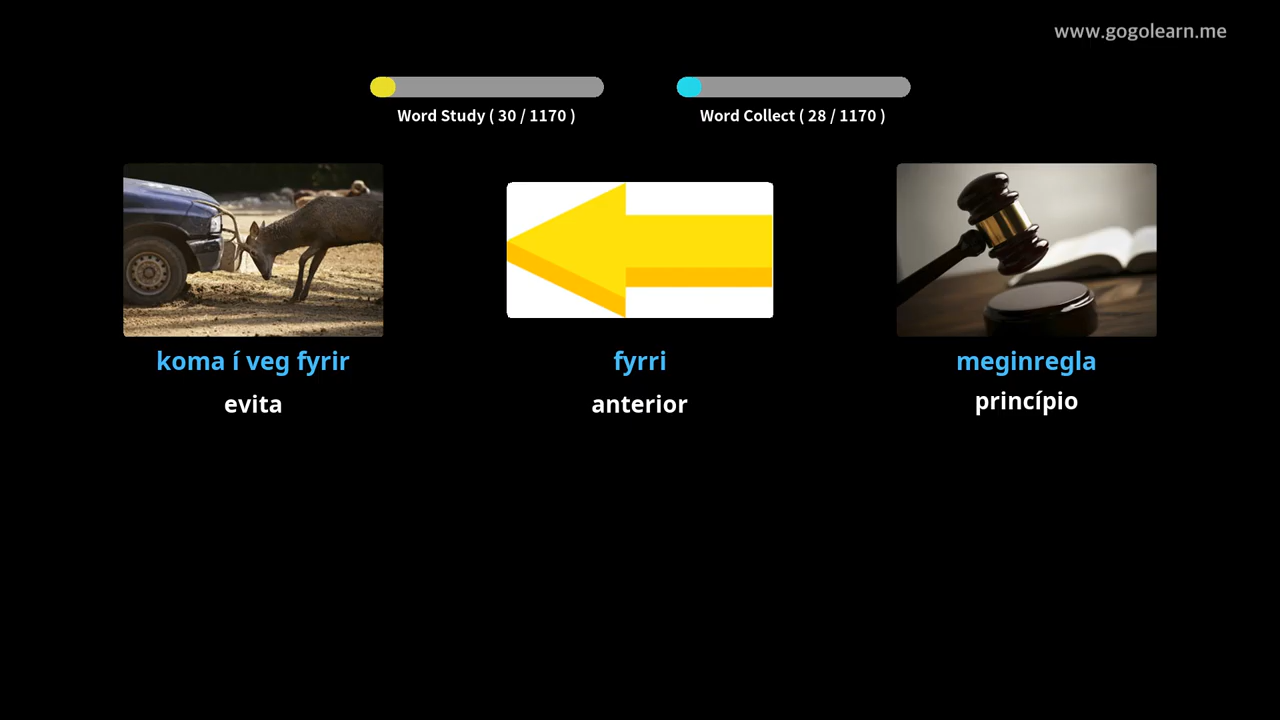 www.gogolearn.me
Word Study ( 30 / 1170 )
Word Collect ( 28 / 1170 )
koma í veg fyrir
evita
fyrri
anterior
meginregla
princípio